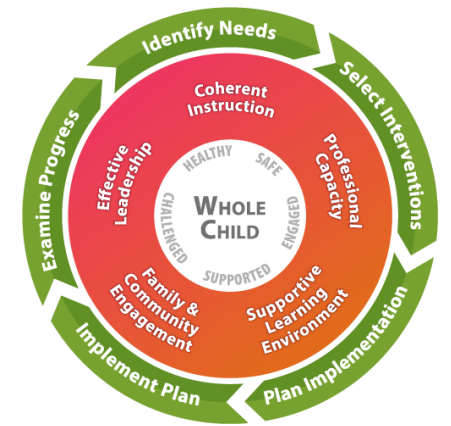 Identify Needs
Select Interventions
Plan Implementation
Implement Plan
Examine Progress
Coherent
Instruction
Professional
Capacity
Supportive
Learning
Environment
Family &
Community
Engagement
Effective
Leadership
HEALTHY
SAFE
ENGAGED
SUPPORTED
CHALLENGED
WHOLE
CHILD